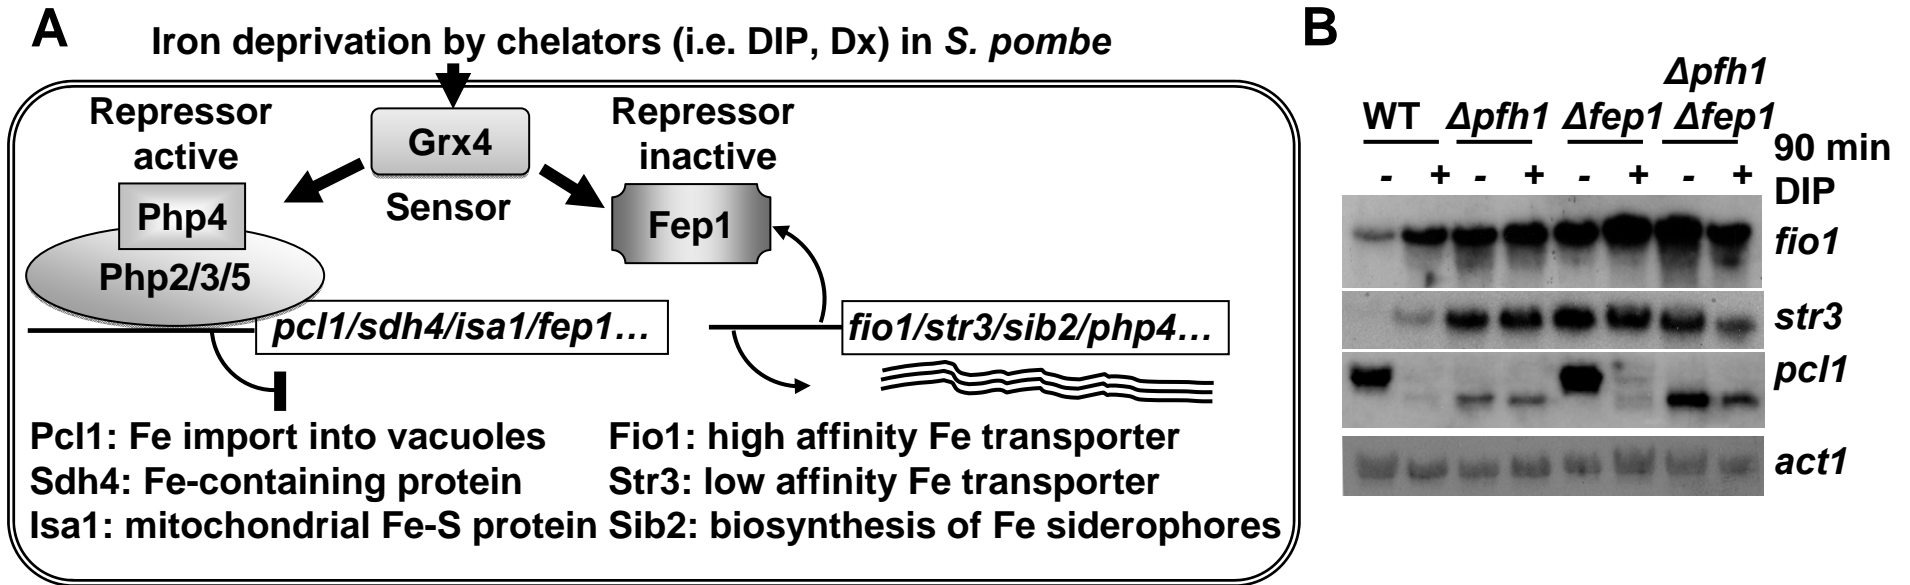 A
Iron deprivation by chelators (i.e. DIP, Dx) in S. pombe
Repressor
active
Grx4
Sensor
Repressor
inactive
Php4
Php2/3/5
Fep1
pcl1/sdh4/isa1/fep1...
fio1/str3/sib2/php4...
Pcl1: Fe import into vacuoles
Sdh4: Fe-containing protein
Isa1: mitochondrial Fe-S protein
Fio1: high affinity Fe transporter
Str3: low affinity Fe transporter
Sib2: biosynthesis of Fe siderophores
B
WT
Δpfh1
Δfep1
Δpfh1
Δfep1
- + - + - + - +
90 min
DIP
fio1
str3
pcl1
act1